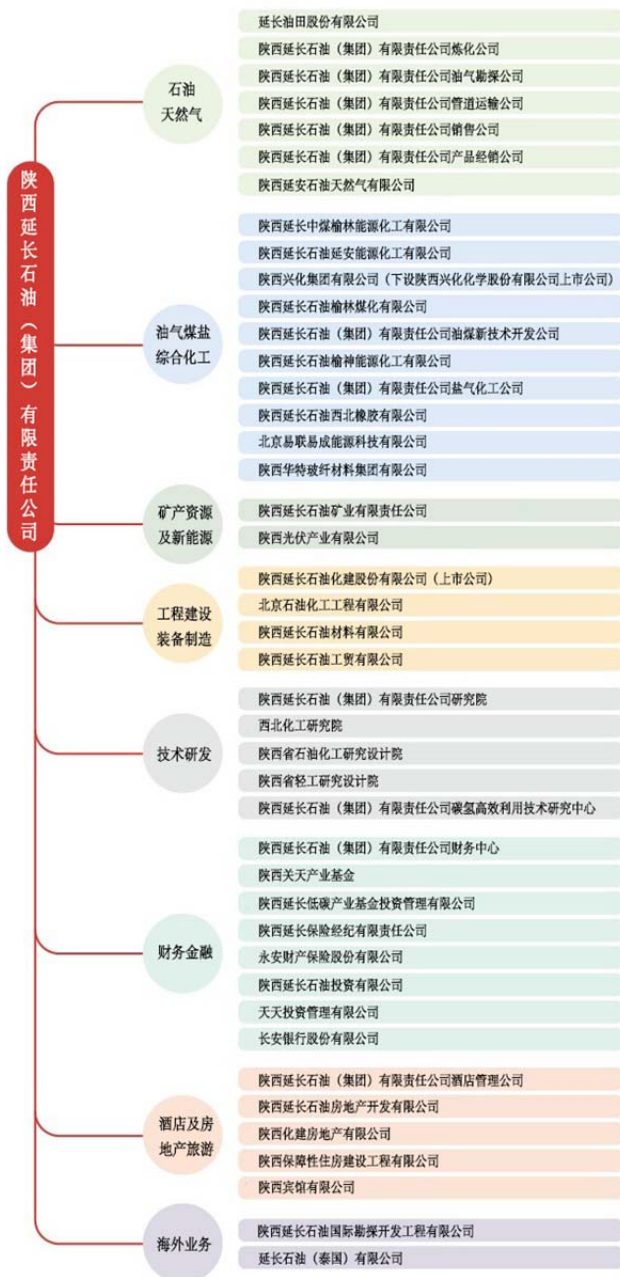 陕西延长石油（集团）有限责任公司
石油
天然气
延长油田股份有限公司
陕西延长石油（集团）有限责任公司炼化公司
陕西延长石油（集团）有限责任公司油气勘探公司
陕西延长石油（集团）有限责任公司管道运输公司
陕西延长石油（集团）有限责任公司销售公司
陕西延长石油（集团）有限责任公司产品经销公司
陕西延安石油天然气有限公司
油气煤盐
综合化工
陕西延长中煤榆林能源化工有限公司
陕西延长石油延安能源化工有限公司
陕西兴化集团有限公司（下设陕西兴化化学股份有限公司上市公司）
陕西延长石油榆林煤化有限公司
陕西延长石油（集团）有限责任公司油煤新技术开发公司
陕西延长石油榆神能源化工有限公司
陕西延长石油（集团）有限责任公司盐气化工公司
陕西延长石油西北橡胶有限公司
北京易联易成能源科技有限公司
陕西华特玻纤材料集团有限公司
矿产资源
及新能源
陕西延长石油矿业有限责任公司
陕西光伏产业有限公司
工程建设
装备制造
陕西延长石油化建股份有限公司（上市公司）
北京石油化工工程有限公司
陕西延长石油材料有限公司
陕西延长石油工贸有限公司
技术研发
陕西延长石油（集团）有限责任公司研究院
西北化工研究院
陕西省石油化工研究设计院
陕西省轻工研究设计院
陕西延长石油（集团）有限责任公司碳氢高效利用技术研究中心
财务金融
陕西延长石油（集团）有限责任公司财务中心
陕西关天产业基金
陕西延长低碳产业基金投资管理有限公司
陕西延长保险经纪有限责任公司
永安财产保险股份有限公司
陕西延长石油投资有限公司
天天投资管理有限公司
长安银行股份有限公司
酒店及房
地产旅游
陕西延长石油（集团）有限责任公司酒店管理公司
陕西延长石油房地产开发有限公司
陕西化建房地产有限公司
陕西保障性住房建设工程有限公司
陕西宾馆有限公司
海外业务
陕西延长石油国际勘探开发工程有限公司
延长石油（泰国）有限公司